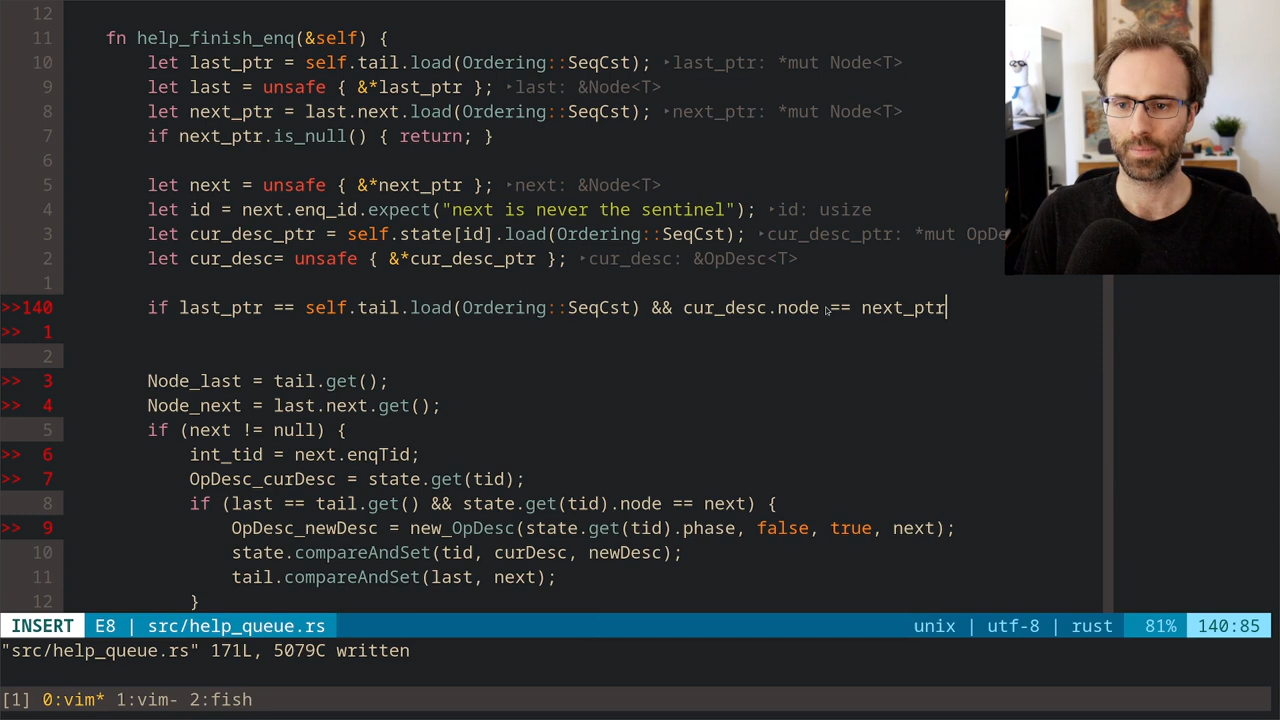 12
11 fn help_finish_enq(&self) {
10 let last_ptr = self.tail.load(Ordering::SeqCst); ‣last_ptr: *mut Node<T>
9 let last = unsafe { &*last_ptr }; ‣last: &Node<T>
8 let next_ptr = last.next.load(Ordering::SeqCst); ‣next_ptr: *mut Node<T>
7 if next_ptr.is_null() { return; }
6
5 let next = unsafe { &*next_ptr }; ‣next: &Node<T>
4 let id = next.enq_id.expect("next is never the sentinel"); ‣id: usize
3 let cur_desc_ptr = self.state[id].load(Ordering::SeqCst); ‣cur_desc_ptr: *mut OpDe
2 let cur_desc= unsafe { &*cur_desc_ptr }; ‣cur_desc: &OpDesc<T>
1
>>140 if last_ptr == self.tail.load(Ordering::SeqCst) && cur_desc.node == next_ptr
>> 1
2
>> 3 Node_last = tail.get();
>> 4 Node_next = last.next.get();
5 if (next != null) {
>> 6 int_tid = next.enqTid;
>> 7 OpDesc_curDesc = state.get(tid);
8 if (last == tail.get() && state.get(tid).node == next) {
>> 9 OpDesc_newDesc = new_OpDesc(state.get(tid).phase, false, true, next);
10 state.compareAndSet(tid, curDesc, newDesc);
11 tail.compareAndSet(last, next);
12 }
INSERT E8 | src/help_queue.rs unix | utf-8 | rust 81% 140:85
"src/help_queue.rs" 171L, 5079C written
[1] 0:vim* 1:vim- 2:fish